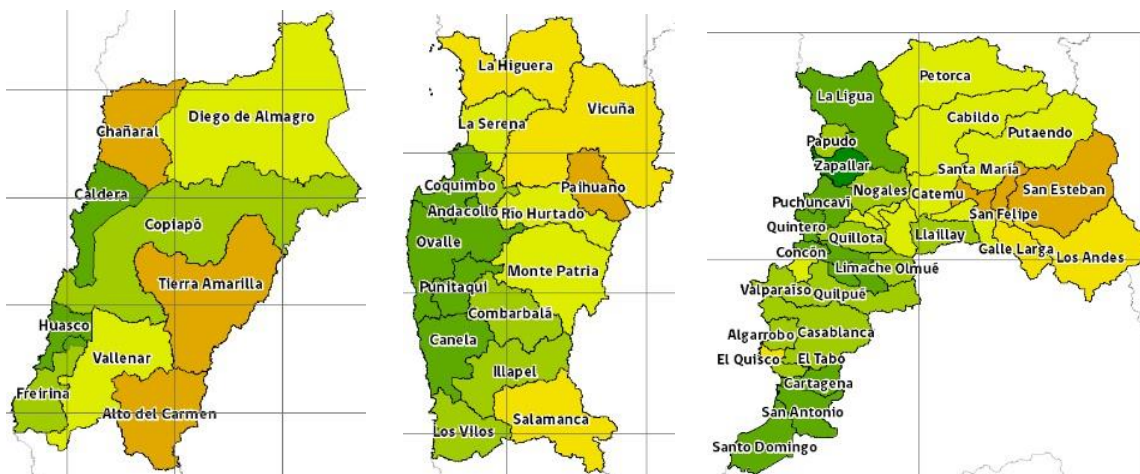 Diego de Almagro
Chañaral
Caldera
Copiapó
Tierra Amarilla
Huasco
Vallenar
Freirina
Alto del Carmen
La Higuera
Vicuña
La Serena
Paihuano
Coquimbo
Andacollo
Río Hurtado
Ovalle
Monte Patria
Punitaqui
Combarbalá
Canela
Illapel
Salamanca
Los Vilos
Petorca
La Ligua
Cabildo
Putaendo
Papudo
Zapallar
Santa María
Nogales
Catemu
San Esteban
Puchuncaví
San Felipe
Quintero
Quillota
Llaillay
Concón
Calle Larga
Los Andes
Limache
Olmué
Valparaíso
Quilpué
Algarrobo
Casablanca
El Quisco
El Tabo
Cartagena
San Antonio
Santo Domingo